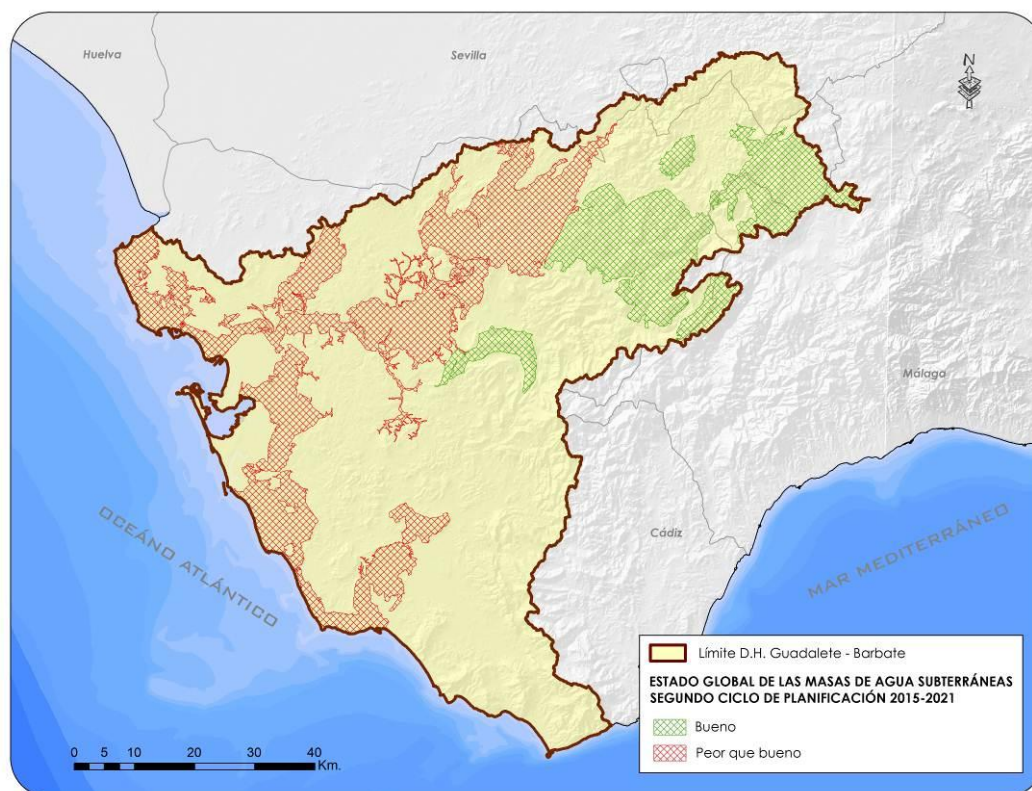 Huelva
Sevilla
N
Málaga
Cádiz
OCEÁNO ATLÁNTICO
MAR MEDITERRÁNEO
Límite D.H. Guadalete - Barbate
ESTADO GLOBAL DE LAS MASAS DE AGUA SUBTERRÁNEAS
SEGUNDO CICLO DE PLANIFICACIÓN 2015-2021
Bueno
Peor que bueno
0 5 10 20 30 40
Km.